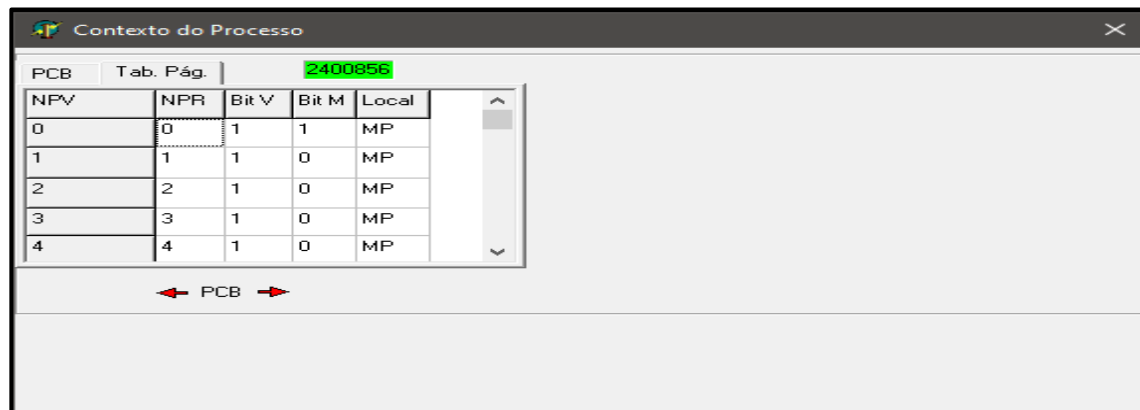 Contexto do Processo
PCB Tab. Pág. 2400856
NPV NPR Bit V Bit M Local
0 0 1 1 MP
1 1 1 0 MP
2 2 1 0 MP
3 3 1 0 MP
4 4 1 0 MP
PCB